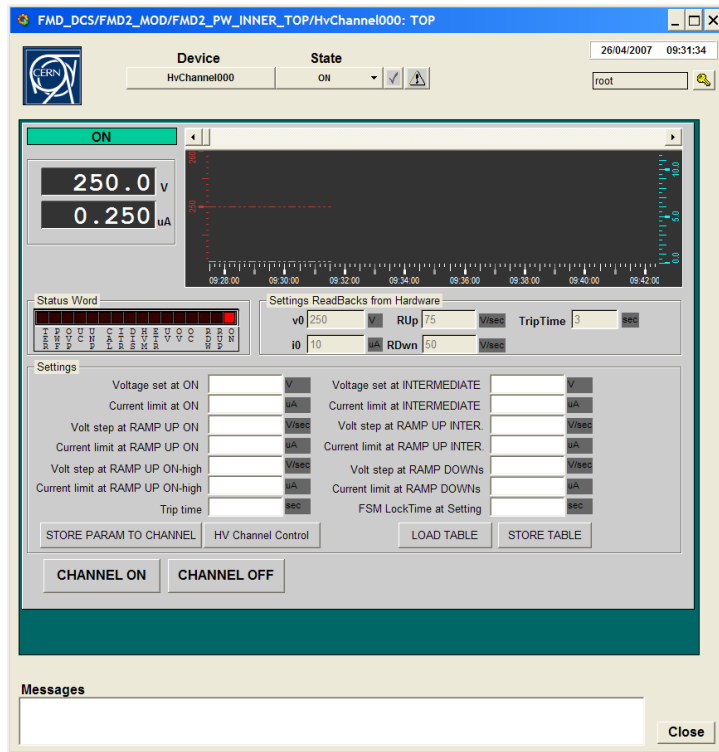 FMD_DCS/FMD2_MOD/FMD2_PW_INNER_TOP/HvChannel000: TOP
26/04/2007 09:31:34
CERN
Device State
HvChannel000 ON
root
ON
250.0 V
0.250 uA
260
250
10.0
5.0
0.0
09:28:00 09:30:00 09:32:00 09:34:00 09:36:00 09:38:00 09:40:00 09:42:00
Status Word
Settings ReadBacks from Hardware
v0 250 V RUp 75 V/sec TripTime 3 sec
i0 10 uA RDwn 50 V/sec
Settings
Voltage set at ON V Voltage set at INTERMEDIATE V
Current limit at ON uA Current limit at INTERMEDIATE uA
Volt step at RAMP UP ON V/sec Volt step at RAMP UP INTER. V/sec
Current limit at RAMP UP ON uA Current limit at RAMP UP INTER. uA
Volt step at RAMP UP ON-high V/sec Volt step at RAMP DOWNs V/sec
Current limit at RAMP UP ON-high uA Current limit at RAMP DOWNs uA
Trip time sec FSM LockTime at Setting sec
STORE PARAM TO CHANNEL HV Channel Control LOAD TABLE STORE TABLE
CHANNEL ON CHANNEL OFF
Messages
Close